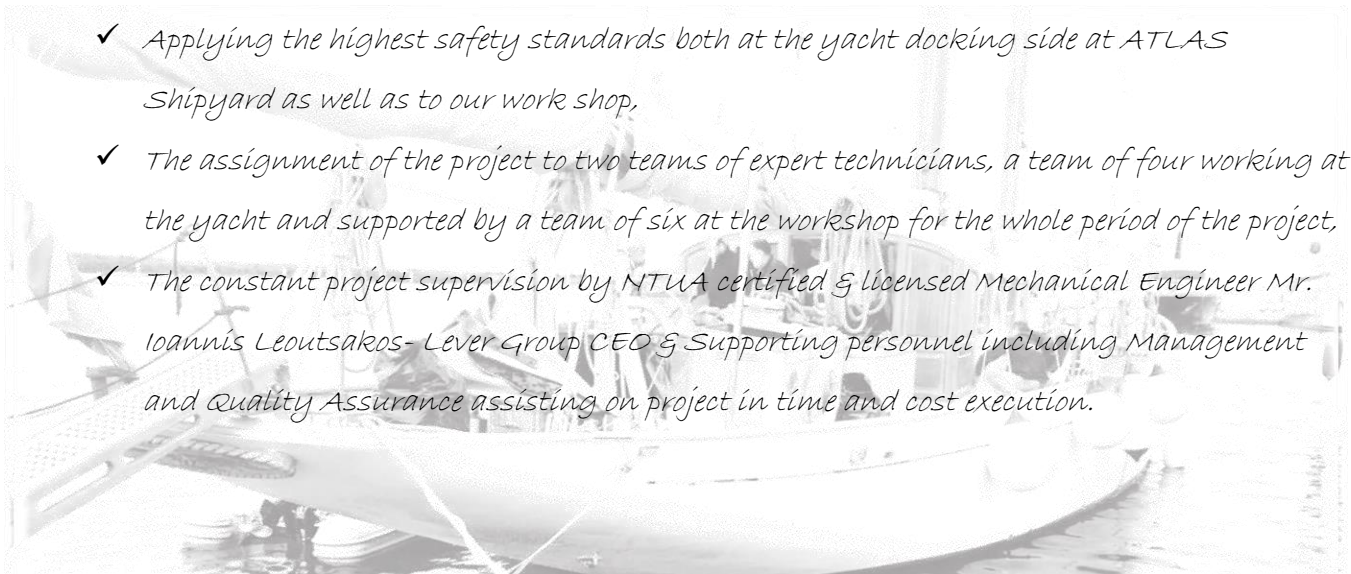 ✓ Applying the highest safety standards both at the yacht docking side at ATLAS
Shipyard as well as to our work shop,
✓ The assignment of the project to two teams of expert technicians, a team of four working at
the yacht and supported by a team of six at the workshop for the whole period of the project,
✓ The constant project supervision by NTUA certified & licensed Mechanical Engineer Mr.
Ioannis Leoutsakos- Lever Group CEO & Supporting personnel including Management
and Quality Assurance assisting on project in time and cost execution.